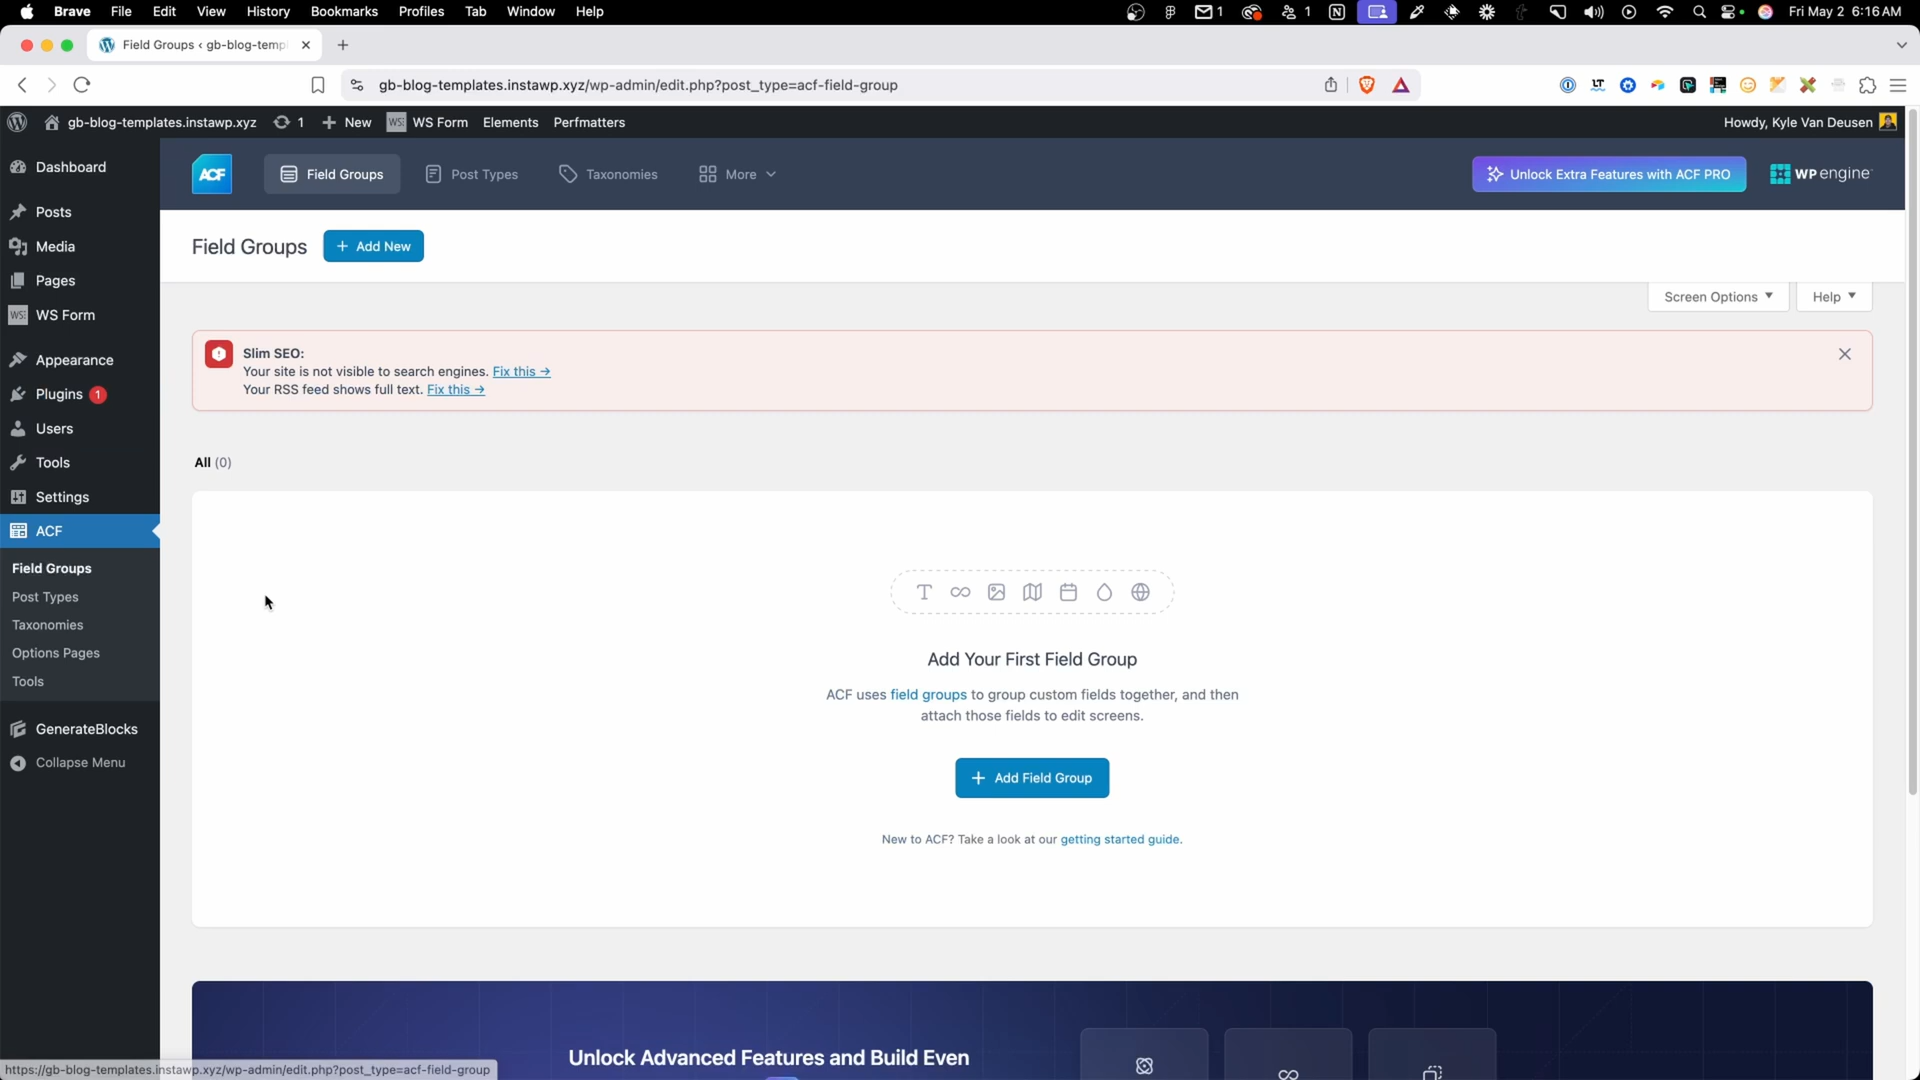 Brave File Edit View History Bookmarks Profiles Tab Window Help 1 1 Fri May 2 6:16 AM
Field Groups ‹ gb-blog-temp
gb-blog-templates.instawp.xyz/wp-admin/edit.php?post_type=acf-field-group
gb-blog-templates.instawp.xyz 1 New WS Form Elements Perfmatters Howdy, Kyle Van Deusen
Dashboard
Posts
Media
Pages
WS Form
Appearance
Plugins 1
Users
Tools
Settings
ACF
Field Groups
Post Types
Taxonomies
Options Pages
Tools
GenerateBlocks
Collapse Menu
ACF Field Groups Post Types Taxonomies More Unlock Extra Features with ACF PRO WP engine
Field Groups + Add New
Screen Options Help
Slim SEO:
Your site is not visible to search engines. Fix this →
Your RSS feed shows full text. Fix this →
All (0)
Add Your First Field Group
ACF uses field groups to group custom fields together, and then
attach those fields to edit screens.
+ Add Field Group
New to ACF? Take a look at our getting started guide.
Unlock Advanced Features and Build Even
https://gb-blog-templates.instawp.xyz/wp-admin/edit.php?post_type=acf-field-group